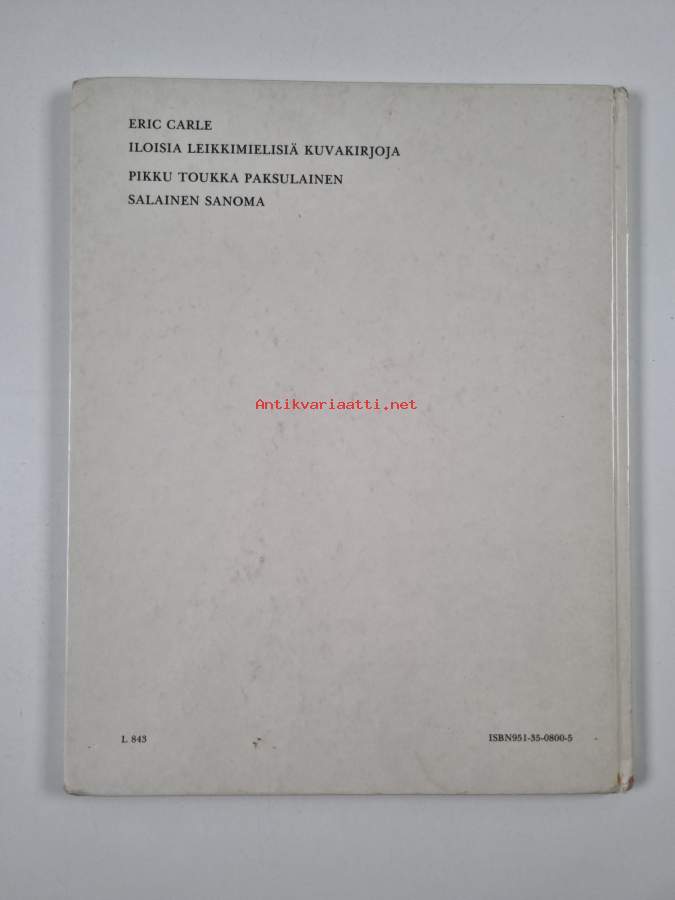 ERIC CARLE
ILOISIA LEIKKIMIELISIÄ KUVAKIRJOJA
PIKKU TOUKKA PAKSULAINEN
SALAINEN SANOMA
Antikvariaatti.net
L 843
ISBN951-35-0800-5